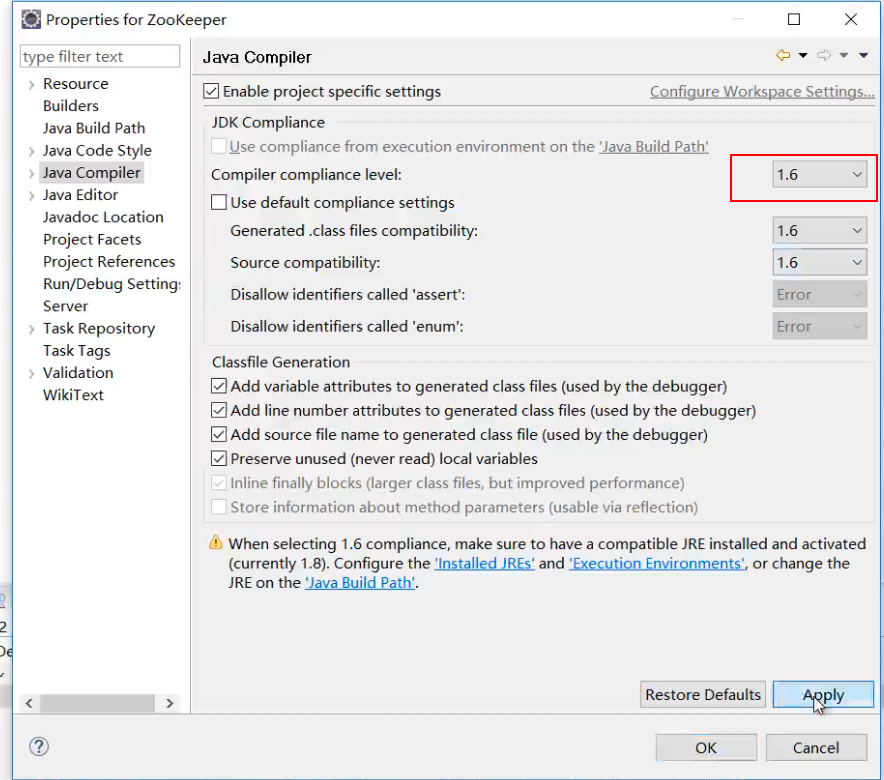 Properties for ZooKeeper
type filter text
Resource
Builders
Java Build Path
Java Code Style
Java Compiler
Java Editor
Javadoc Location
Project Facets
Project References
Run/Debug Settings
Server
Task Repository
Task Tags
Validation
WikiText
Java Compiler
Enable project specific settings
Configure Workspace Settings...
JDK Compliance
Use compliance from execution environment on the 'Java Build Path'
Compiler compliance level:
1.6
Use default compliance settings
Generated .class files compatibility:
1.6
Source compatibility:
1.6
Disallow identifiers called 'assert':
Error
Disallow identifiers called 'enum':
Error
Classfile Generation
Add variable attributes to generated class files (used by the debugger)
Add line number attributes to generated class files (used by the debugger)
Add source file name to generated class file (used by the debugger)
Preserve unused (never read) local variables
Inline finally blocks (larger class files, but improved performance)
Store information about method parameters (usable via reflection)
When selecting 1.6 compliance, make sure to have a compatible JRE installed and activated
(currently 1.8). Configure the 'Installed JREs' and 'Execution Environments', or change the
JRE on the 'Java Build Path'.
Restore Defaults
Apply
OK
Cancel